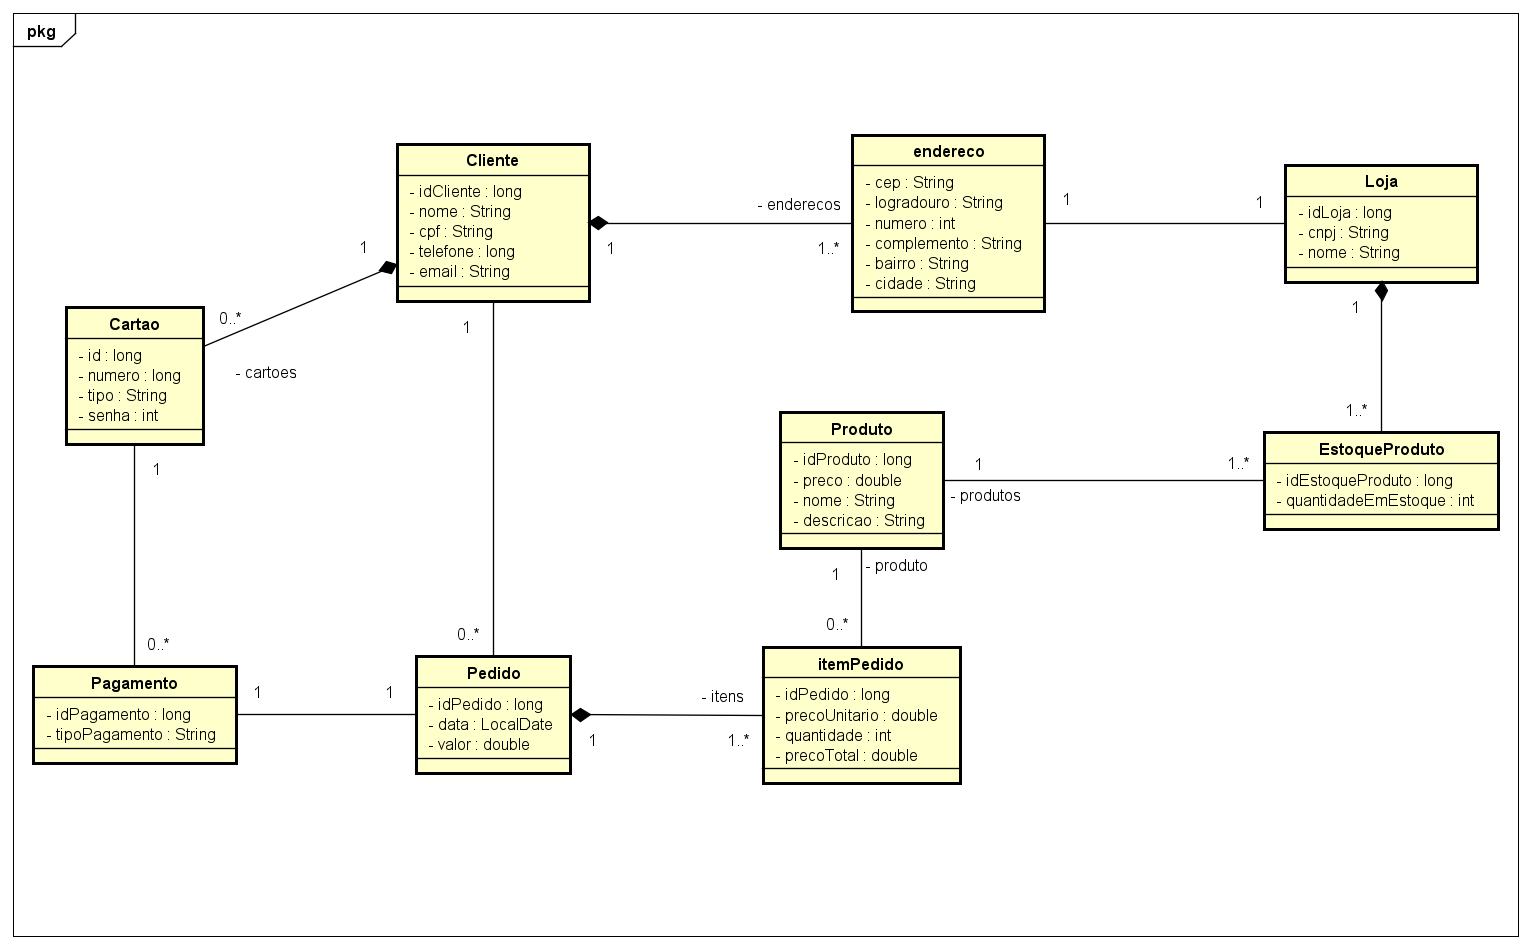 pkg
Cliente
- idCliente : long
- nome : String
- cpf : String
- telefone : long
- email : String
endereco
- cep : String
- logradouro : String
- numero : int
- complemento : String
- bairro : String
- cidade : String
Loja
- idLoja : long
- cnpj : String
- nome : String
- enderecos
1
1..*
1
1
1
0..*
- cartoes
Cartao
- id : long
- numero : long
- tipo : String
- senha : int
1
1
1..*
Produto
- idProduto : long
- preco : double
- nome : String
- descricao : String
1
- produtos
1..*
EstoqueProduto
- idEstoqueProduto : long
- quantidadeEmEstoque : int
1
- produto
1
0..*
0..*
0..*
Pagamento
- idPagamento : long
- tipoPagamento : String
1
1
Pedido
- idPedido : long
- data : LocalDate
- valor : double
- itens
1
1..*
itemPedido
- idPedido : long
- precoUnitario : double
- quantidade : int
- precoTotal : double